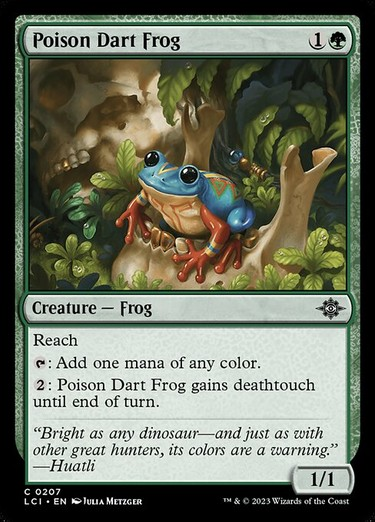 Poison Dart Frog 1
Creature — Frog
Reach
: Add one mana of any color.
2: Poison Dart Frog gains deathtouch
until end of turn.
“Bright as any dinosaur—and just as with
other great hunters, its colors are a warning.”
—Huatli
1/1
C 0207
LCI • EN Julia Metzger
™ & © 2023 Wizards of the Coast